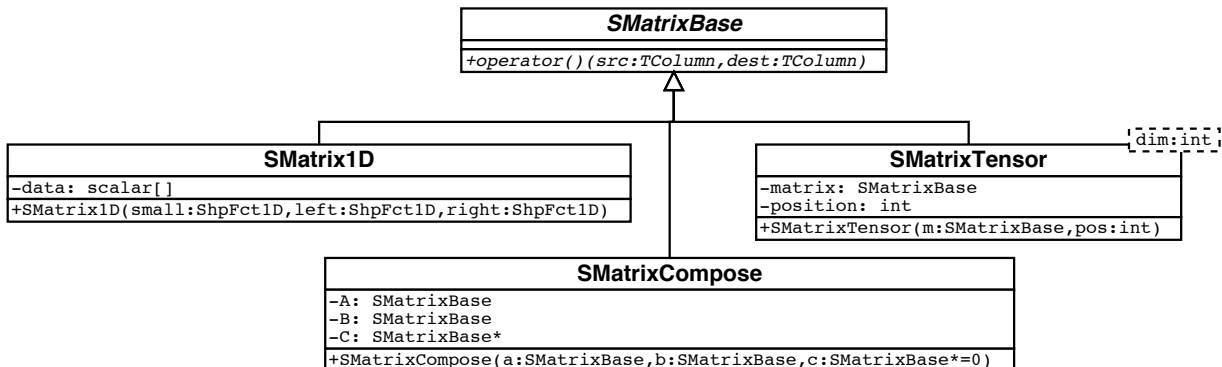 SMatrixBase
+operator()(src:TColumn,dest:TColumn)
dim:int
SMatrix1D
-data: scalar[]
+SMatrix1D(small:ShpFct1D,left:ShpFct1D,right:ShpFct1D)
SMatrixTensor
-matrix: SMatrixBase
-position: int
+SMatrixTensor(m:SMatrixBase,pos:int)
SMatrixCompose
-A: SMatrixBase
-B: SMatrixBase
-C: SMatrixBase*
+SMatrixCompose(a:SMatrixBase,b:SMatrixBase,c:SMatrixBase*=0)